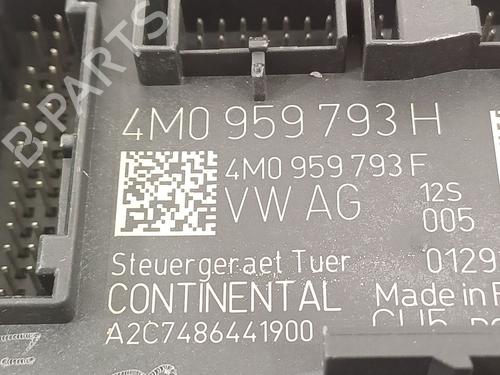 4M0 959 793 H
4M0 959 793 F
VW AG
12S
005
Steuergeraet Tuer 0129
CONTINENTAL Made in
A2C7486441900
B-PARTS